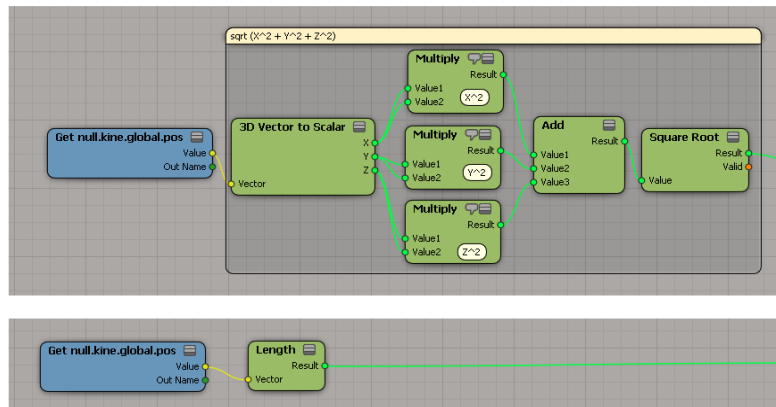 sqrt (X^2 + Y^2 + Z^2)
Multiply
Result
Value1
Value2
X^2
Get null.kine.global.pos
Value
Out Name
3D Vector to Scalar
X
Y
Z
Vector
Multiply
Result
Value1
Value2
Y^2
Multiply
Result
Value1
Value2
Z^2
Add
Result
Value1
Value2
Value3
Square Root
Result
Valid
Value
Get null.kine.global.pos
Value
Out Name
Length
Result
Vector